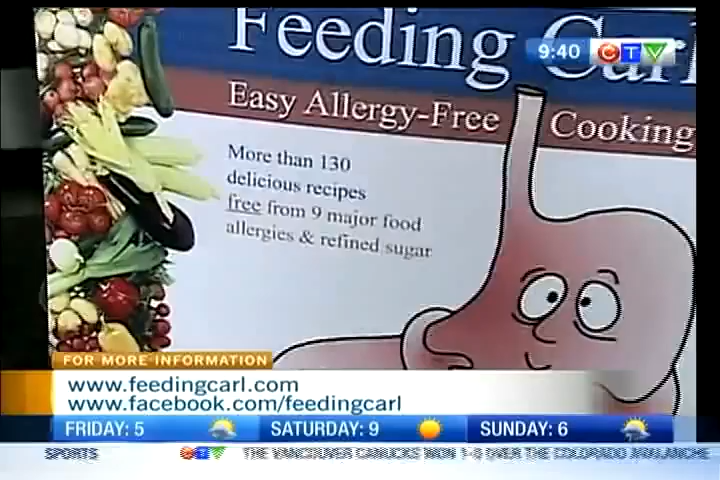 Feeding Carl
9:40 CTV
Easy Allergy-Free Cooking
More than 130
delicious recipes
free from 9 major food
allergies & refined sugar
FOR MORE INFORMATION
www.feedingcarl.com
www.facebook.com/feedingcarl
FRIDAY: 5
SATURDAY: 9
SUNDAY: 6
SPORTS
CTV THE VANCOUVER CANUCKS WON 1-0 OVER THE COLORADO AVALANCHE